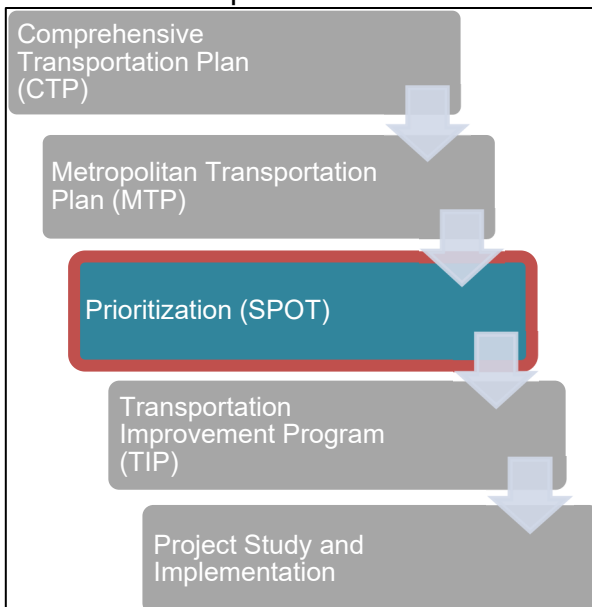 Comprehensive
Transportation Plan
(CTP)
Metropolitan Transportation
Plan (MTP)
Prioritization (SPOT)
Transportation
Improvement Program
(TIP)
Project Study and
Implementation